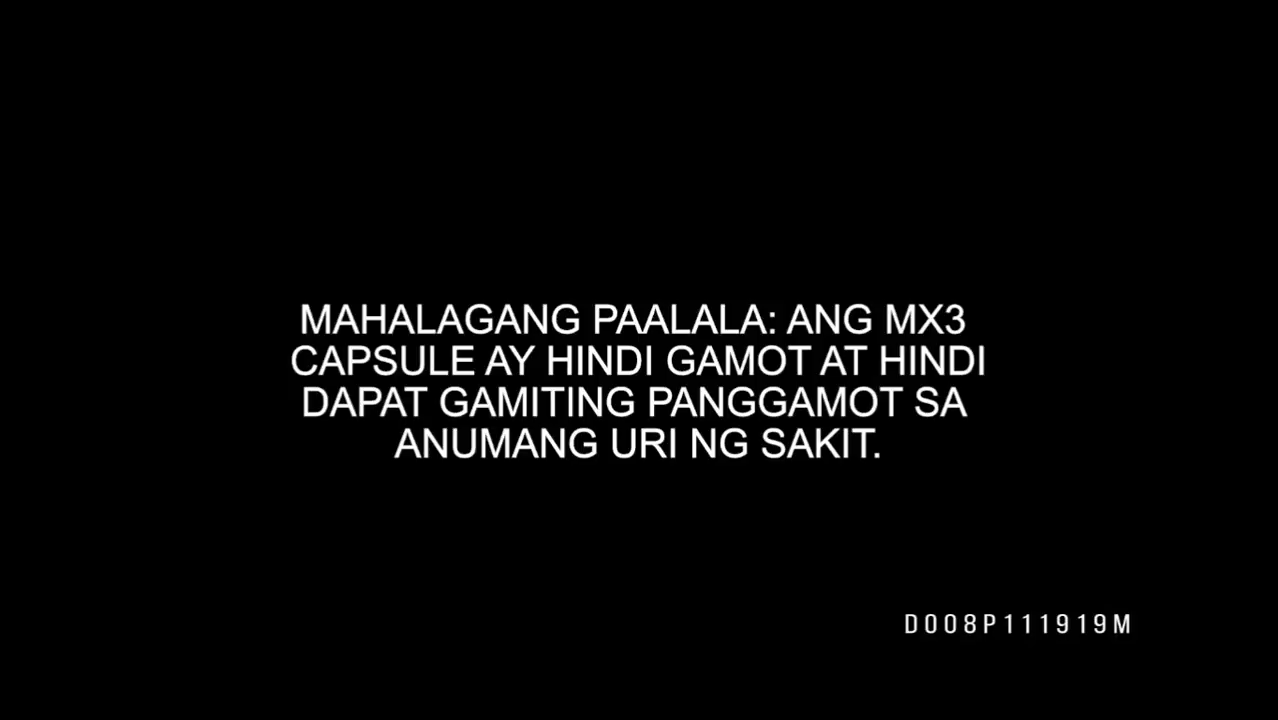 MAHALAGANG PAALALA: ANG MX3
CAPSULE AY HINDI GAMOT AT HINDI
DAPAT GAMITING PANGGAMOT SA
ANUMANG URI NG SAKIT.
D008P111919M